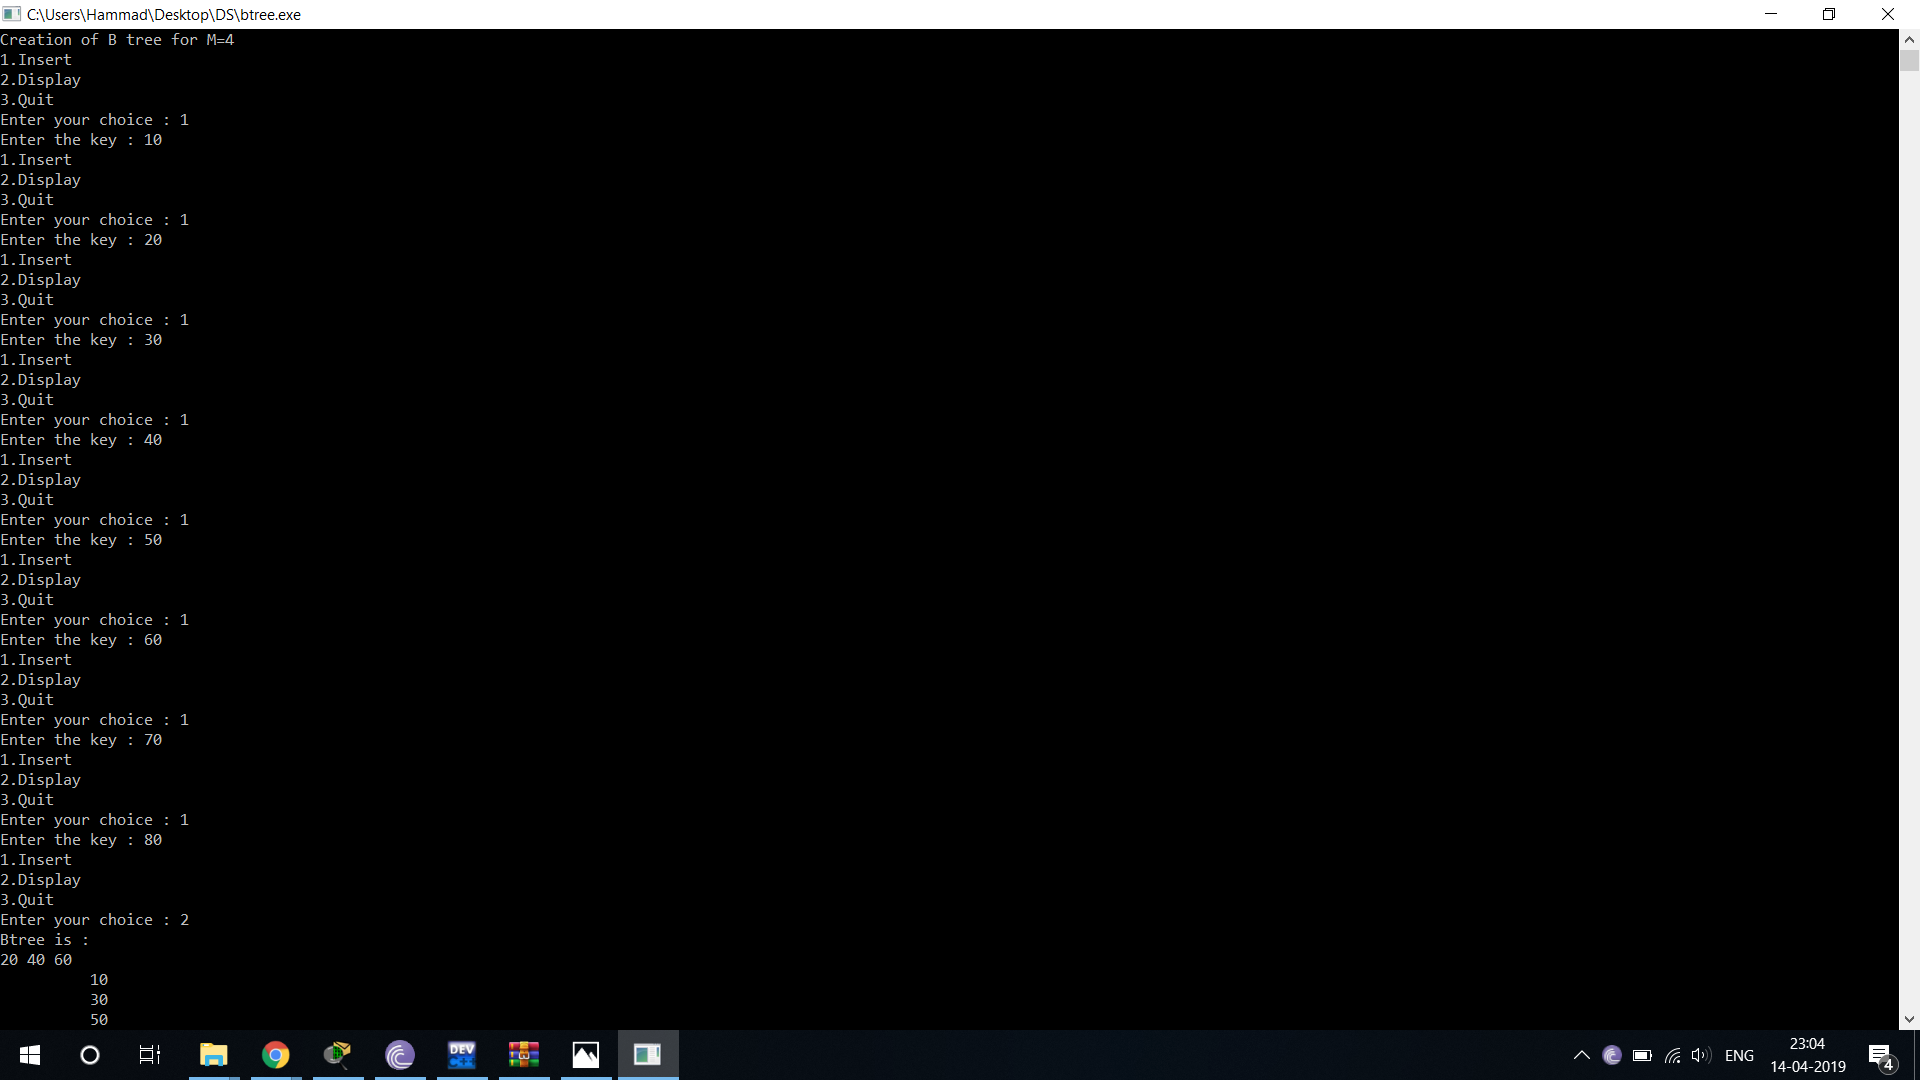 C:\Users\Hammad\Desktop\DS\btree.exe
Creation of B tree for M=4
1.Insert
2.Display
3.Quit
Enter your choice : 1
Enter the key : 10
1.Insert
2.Display
3.Quit
Enter your choice : 1
Enter the key : 20
1.Insert
2.Display
3.Quit
Enter your choice : 1
Enter the key : 30
1.Insert
2.Display
3.Quit
Enter your choice : 1
Enter the key : 40
1.Insert
2.Display
3.Quit
Enter your choice : 1
Enter the key : 50
1.Insert
2.Display
3.Quit
Enter your choice : 1
Enter the key : 60
1.Insert
2.Display
3.Quit
Enter your choice : 1
Enter the key : 70
1.Insert
2.Display
3.Quit
Enter your choice : 1
Enter the key : 80
1.Insert
2.Display
3.Quit
Enter your choice : 2
Btree is :
20 40 60
          10
          30
          50
DEV
C++
ENG
23:04
14-04-2019
4